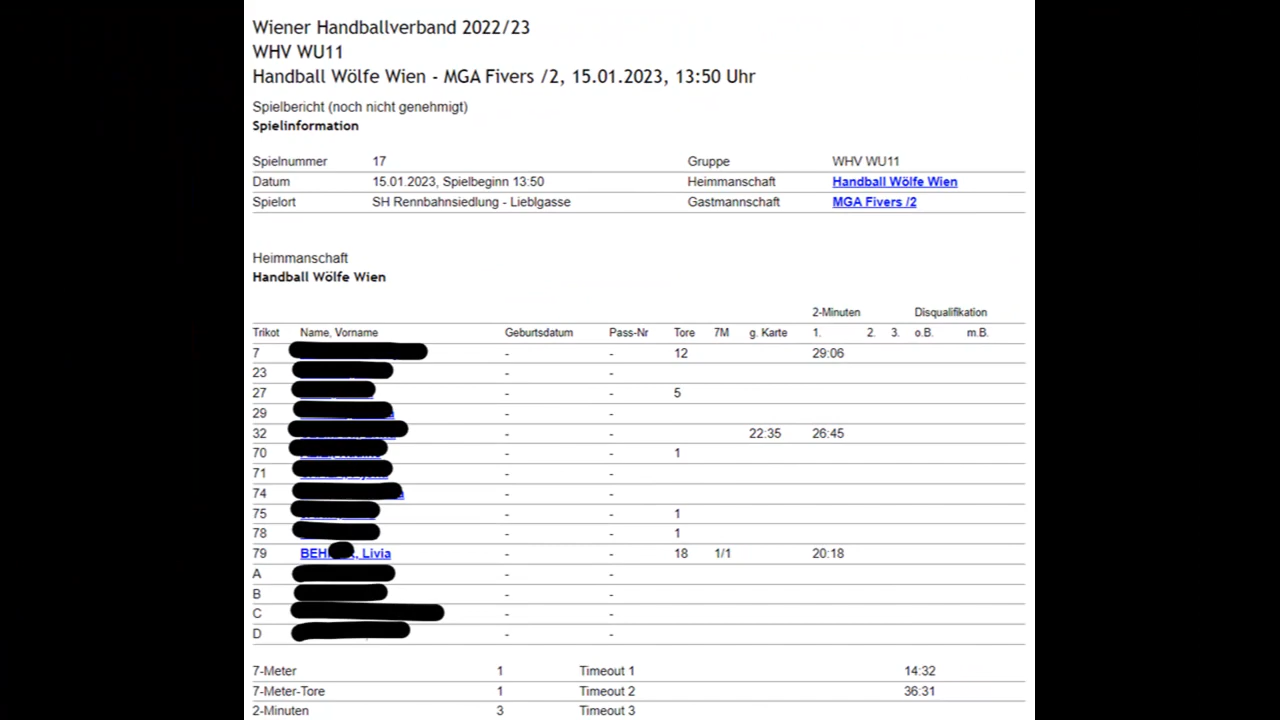 Wiener Handballverband 2022/23
WHV WU11
Handball Wölfe Wien - MGA Fivers /2, 15.01.2023, 13:50 Uhr
Spielbericht (noch nicht genehmigt)
Spielinformation
Spielnummer 17 Gruppe WHV WU11
Datum 15.01.2023, Spielbeginn 13:50 Heimmanschaft Handball Wölfe Wien
Spielort SH Rennbahnsiedlung - Lieblgasse Gastmannschaft MGA Fivers /2
Heimmanschaft
Handball Wölfe Wien
2-Minuten Disqualifikation
Trikot Name, Vorname Geburtsdatum Pass-Nr Tore 7M g. Karte 1. 2. 3. o.B. m.B.
7 - - 12 29:06
23 - -
27 - - 5
29 - -
32 - - 22:35 26:45
70 - - 1
71 - -
74 - -
75 - - 1
78 - - 1
79 , Livia - - 18 1/1 20:18
A - -
B - -
C - -
D - -
7-Meter 1 Timeout 1 14:32
7-Meter-Tore 1 Timeout 2 36:31
2-Minuten 3 Timeout 3